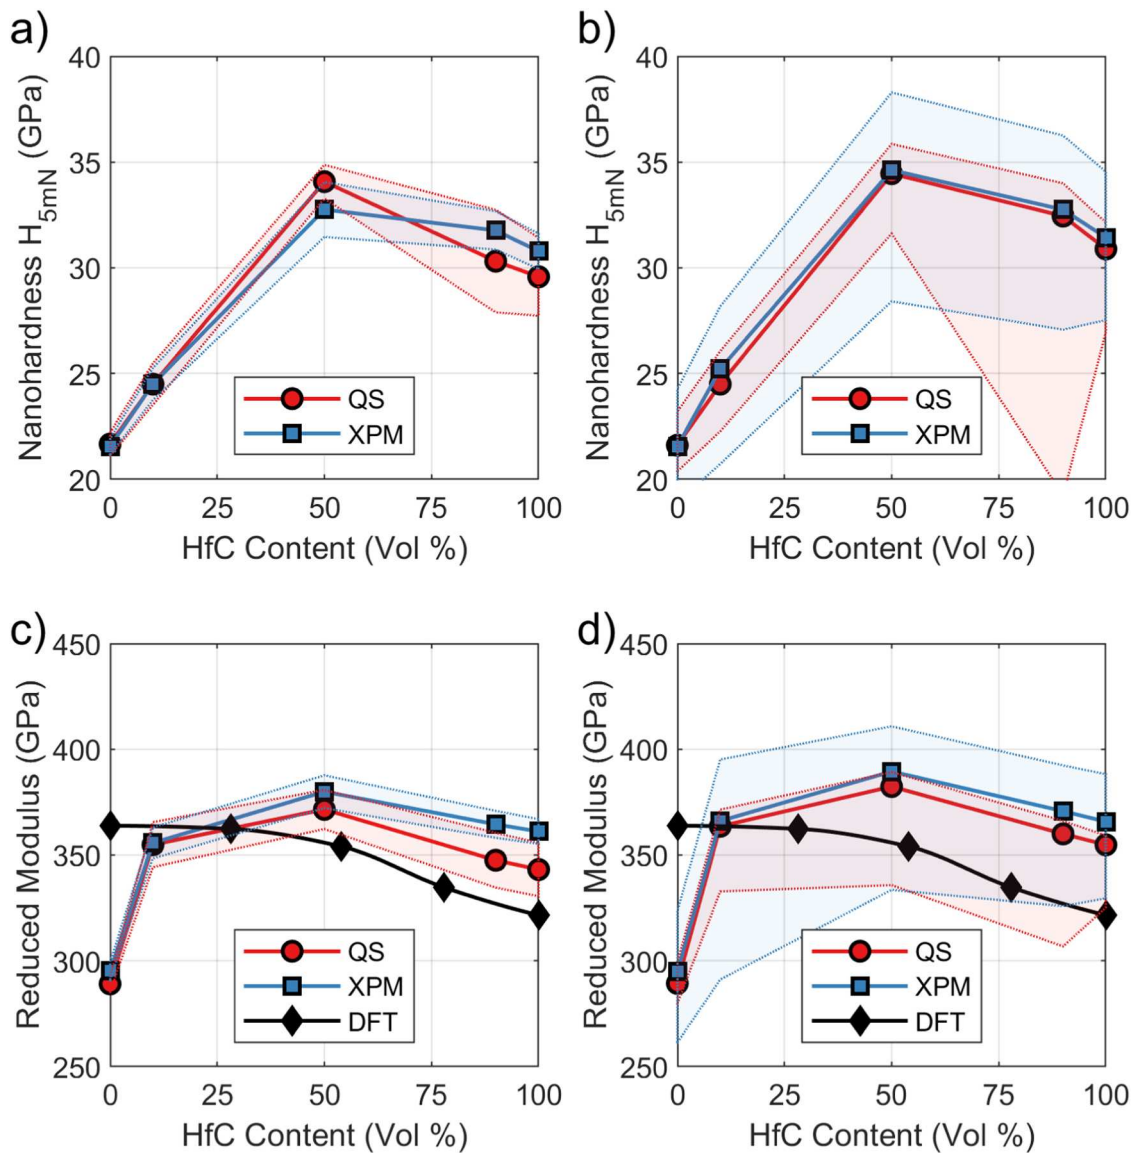 a)
Nanohardness H5mN (GPa)
40
35
30
25
20
QS
XPM
0 25 50 75 100
HfC Content (Vol %)
b)
Nanohardness H5mN (GPa)
40
35
30
25
20
QS
XPM
0 25 50 75 100
HfC Content (Vol %)
c)
Reduced Modulus (GPa)
450
400
350
300
250
QS
XPM
DFT
0 25 50 75 100
HfC Content (Vol %)
d)
Reduced Modulus (GPa)
450
400
350
300
250
QS
XPM
DFT
0 25 50 75 100
HfC Content (Vol %)